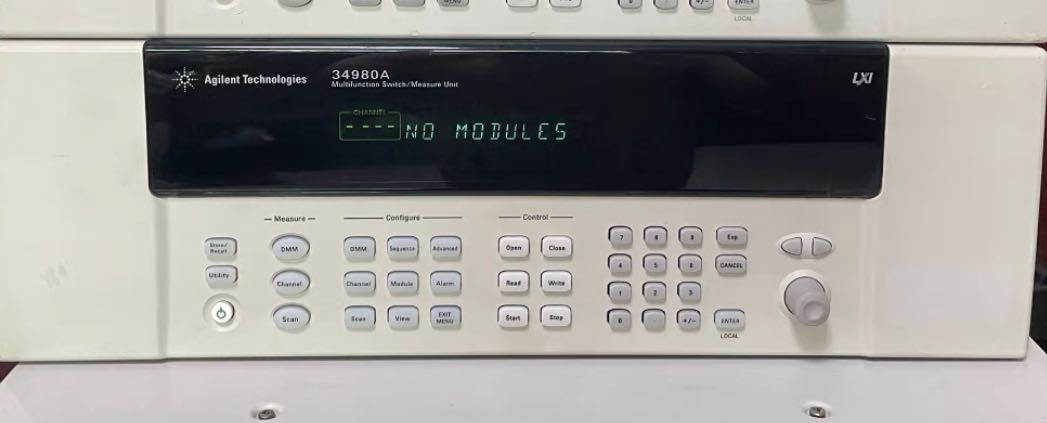 MENU
ENTER
LOCAL
Agilent Technologies
34980A
Multifunction Switch/Measure Unit
LXI
CHANNEL
---- NO MODULES
Measure
Configure
Control
Store/
Recall
DMM
DMM
Sequence
Advanced
Open
Close
7
8
9
Exp
Utility
Channel
Channel
Module
Alarm
Read
Write
4
5
6
CANCEL
1
2
3
Scan
Scan
View
EXIT
MENU
Start
Stop
0
.
+/-
ENTER
LOCAL